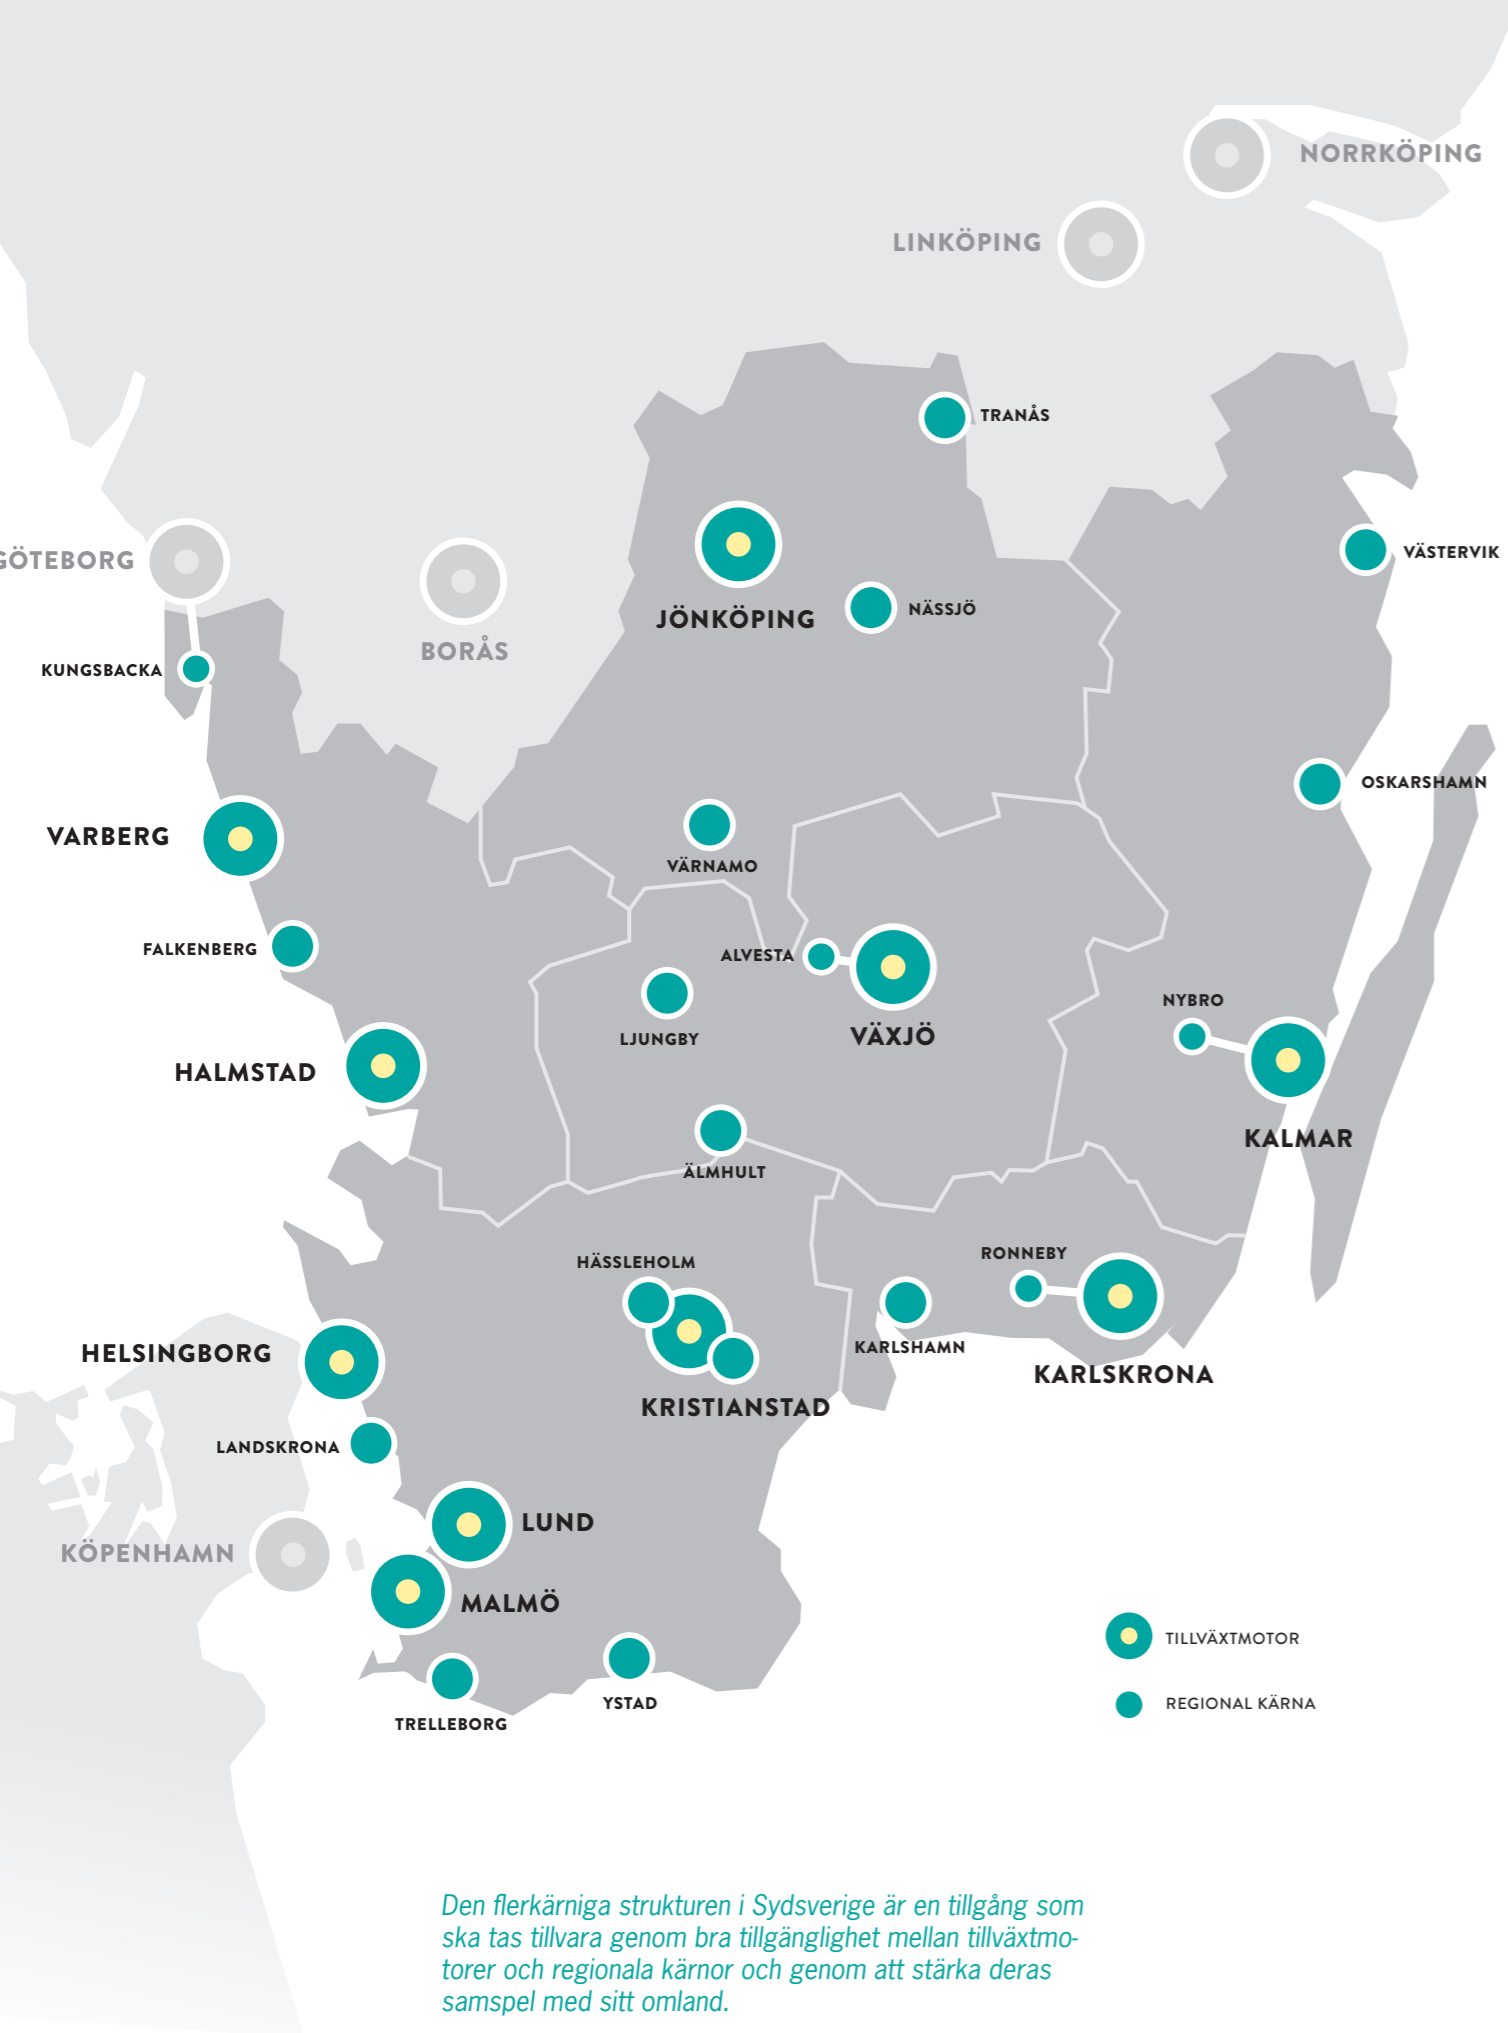 NORRKÖPING
LINKÖPING
TRANÅS
VÄSTERVIK
GÖTEBORG
NÄSSJÖ
JÖNKÖPING
BORÅS
KUNGSBACKA
OSKARSHAMN
VARBERG
VÄRNAMO
FALKENBERG
ALVESTA
NYBRO
LJUNGBY
VÄXJÖ
HALMSTAD
KALMAR
ÄLMHULT
RONNEBY
HÄSSLEHOLM
KARLSHAMN
HELSINGBORG
KARLSKRONA
KRISTIANSTAD
LANDSKRONA
LUND
KÖPENHAMN
MALMÖ
TILLVÄXTMOTOR
YSTAD
REGIONAL KÄRNA
TRELLEBORG
Den flerkärniga strukturen i Sydsverige är en tillgång som
ska tas tillvara genom bra tillgänglighet mellan tillväxtmo-
torer och regionala kärnor och genom att stärka deras
samspel med sitt omland.